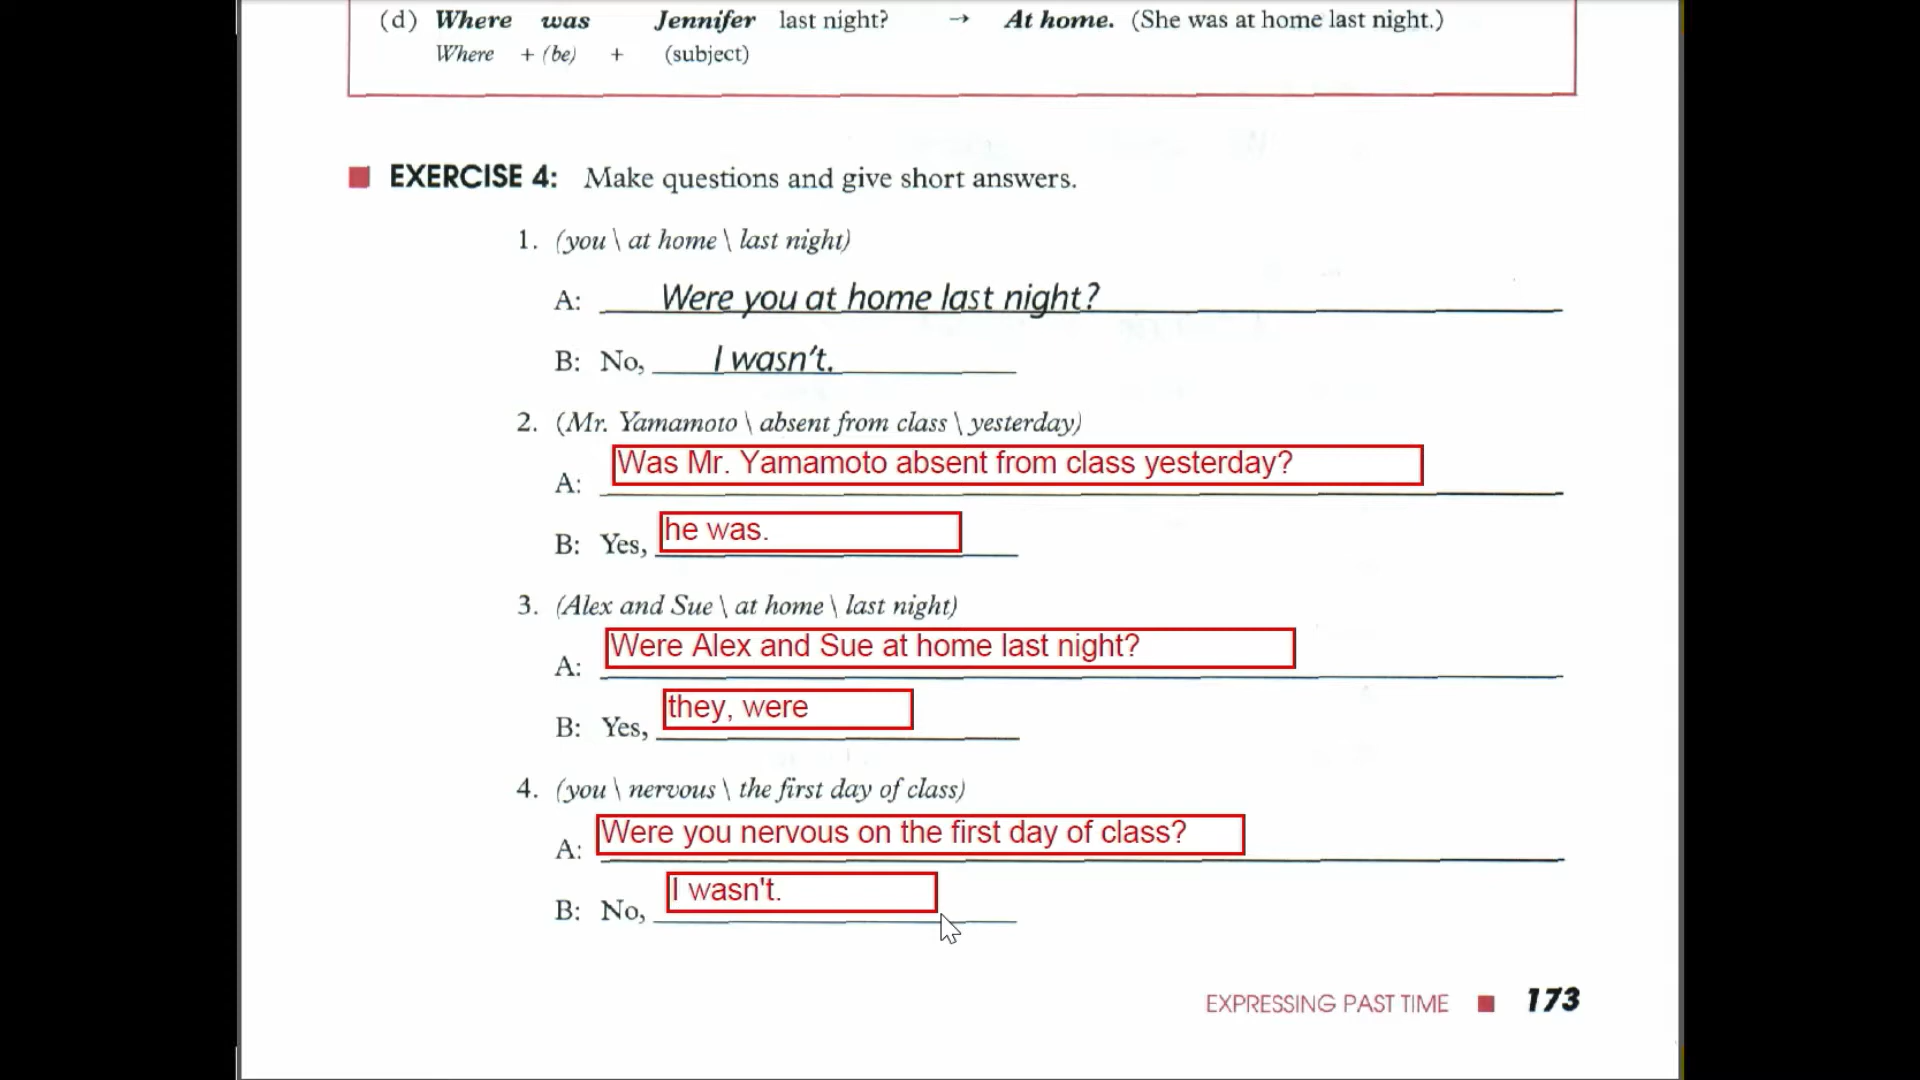 (d) Where was Jennifer last night? → At home. (She was at home last night.)
Where + (be) + (subject)
EXERCISE 4: Make questions and give short answers.
1. (you \ at home \ last night)
A: Were you at home last night?
B: No, I wasn't.
2. (Mr. Yamamoto \ absent from class \ yesterday)
A: Was Mr. Yamamoto absent from class yesterday?
B: Yes, he was.
3. (Alex and Sue \ at home \ last night)
A: Were Alex and Sue at home last night?
B: Yes, they, were
4. (you \ nervous \ the first day of class)
A: Were you nervous on the first day of class?
B: No, I wasn't.
EXPRESSING PAST TIME ■ 173